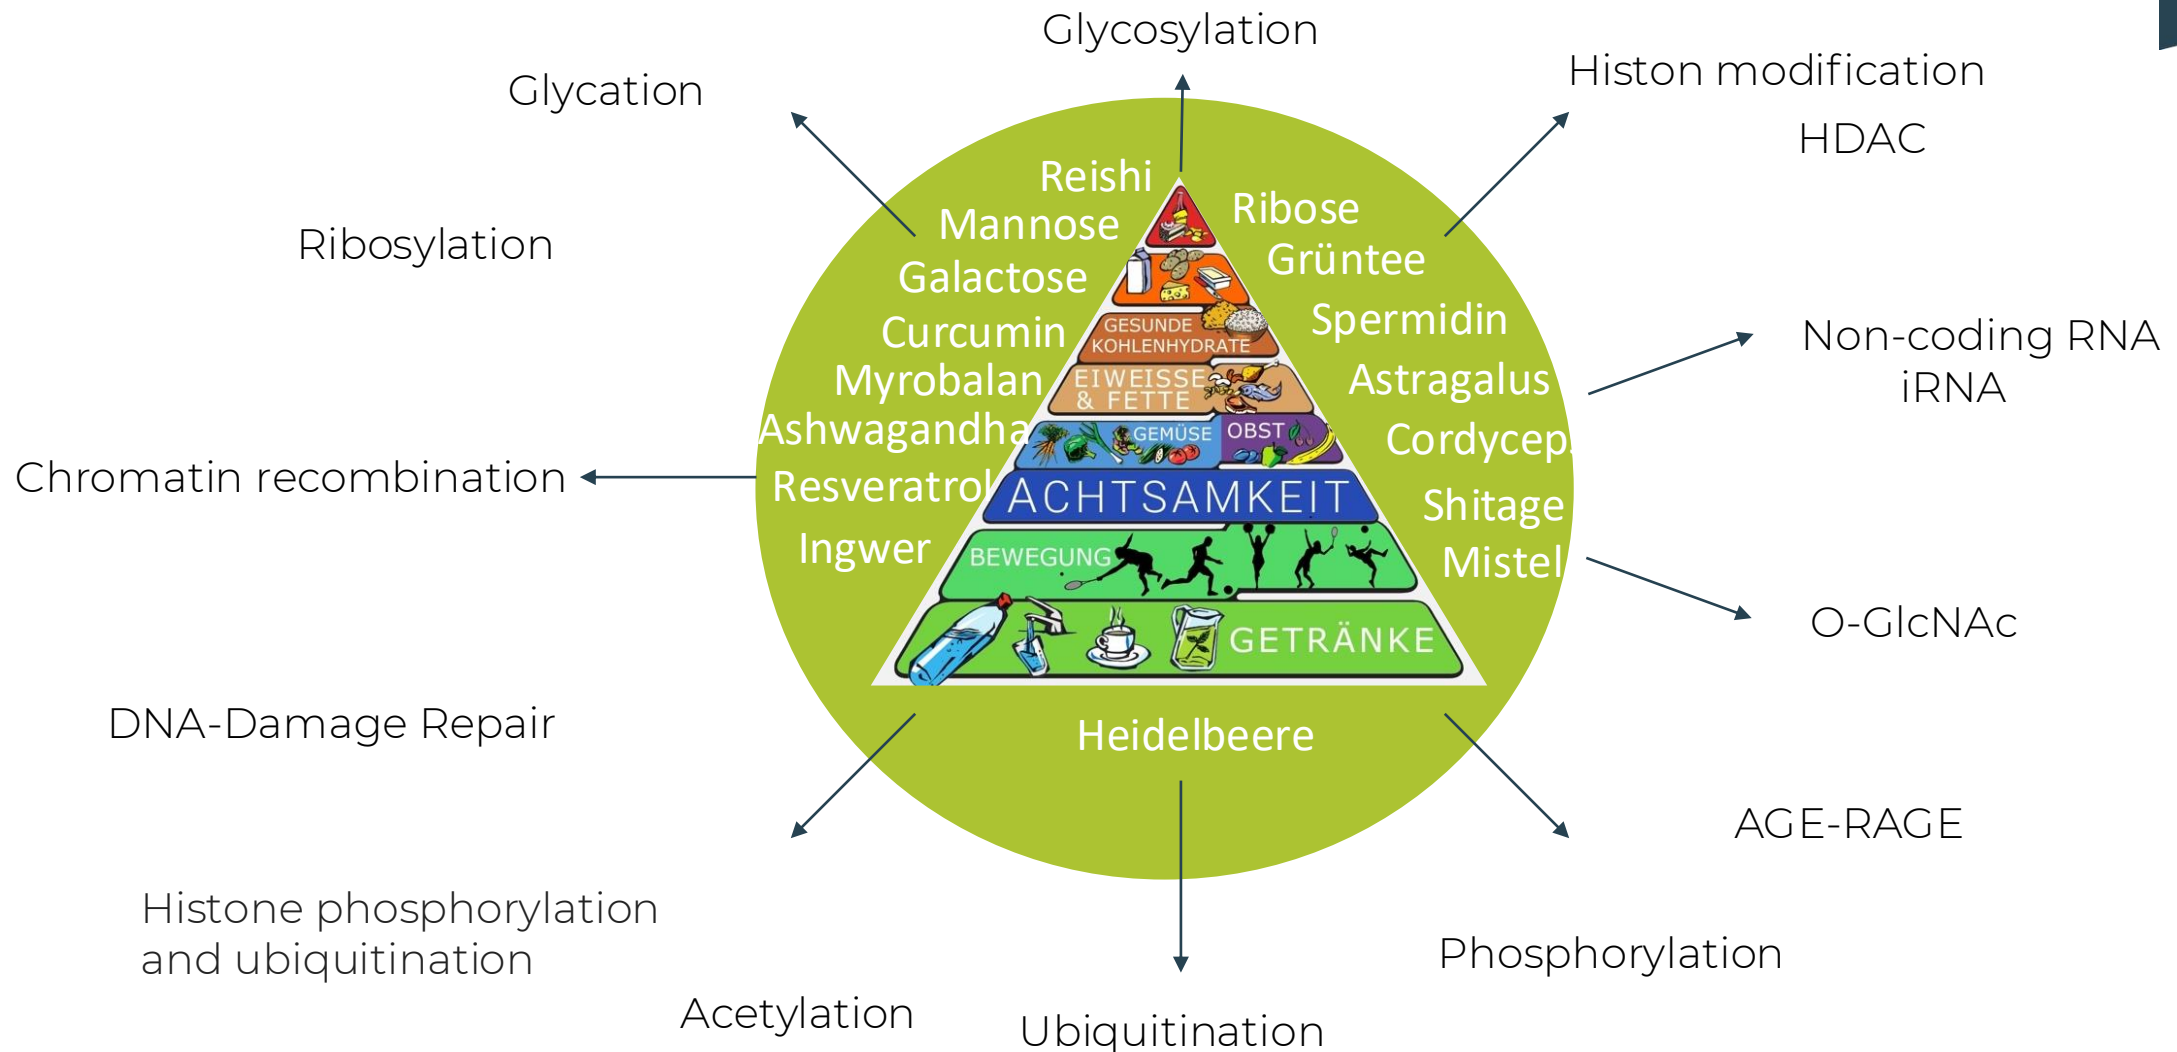 Glycosylation
Glycation
Histon modification
HDAC
Ribosylation
Reishi
Mannose
Galactose
Curcumin
Myrobalan
Ashwagandha
Resveratrol
Ingwer
Ribose
Grüntee
Spermidin
Astragalus
Cordycep
Shitage
Mistel
GESUNDE
KOHLENHYDRATE
EIWEISSE
& FETTE
GEMÜSE
OBST
ACHTSAMKEIT
BEWEGUNG
GETRÄNKE
Heidelbeere
Non-coding RNA
iRNA
Chromatin recombination
O-GlcNAc
DNA-Damage Repair
AGE-RAGE
Histone phosphorylation
and ubiquitination
Phosphorylation
Acetylation
Ubiquitination